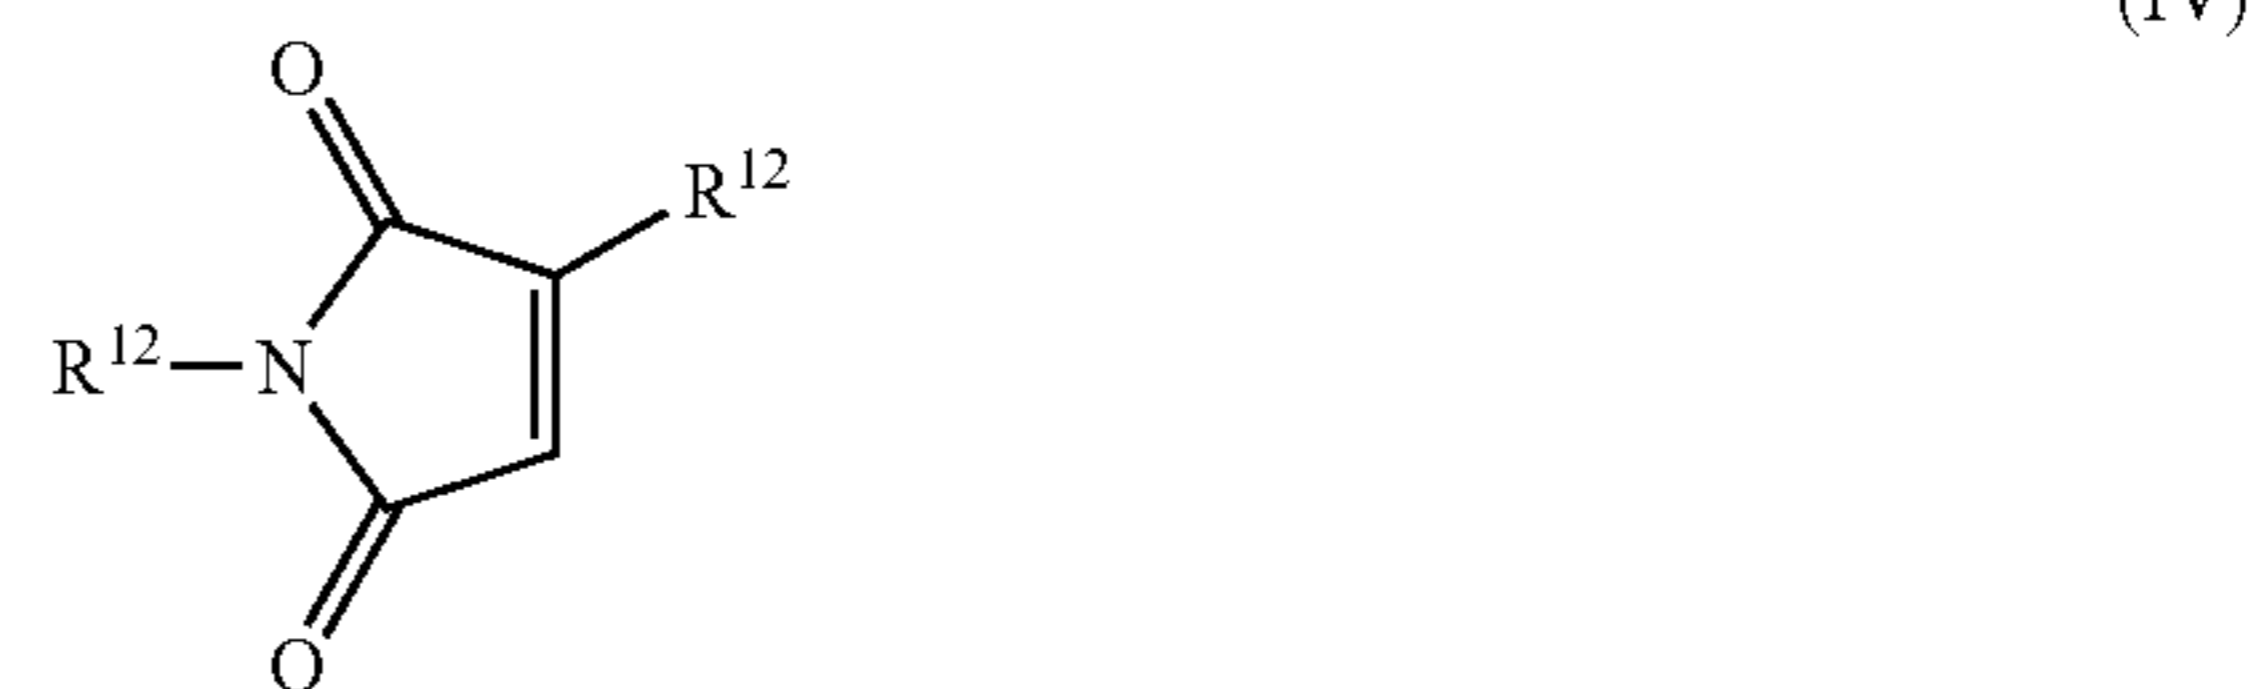 (IV)
O
R¹²
R¹²—N
O